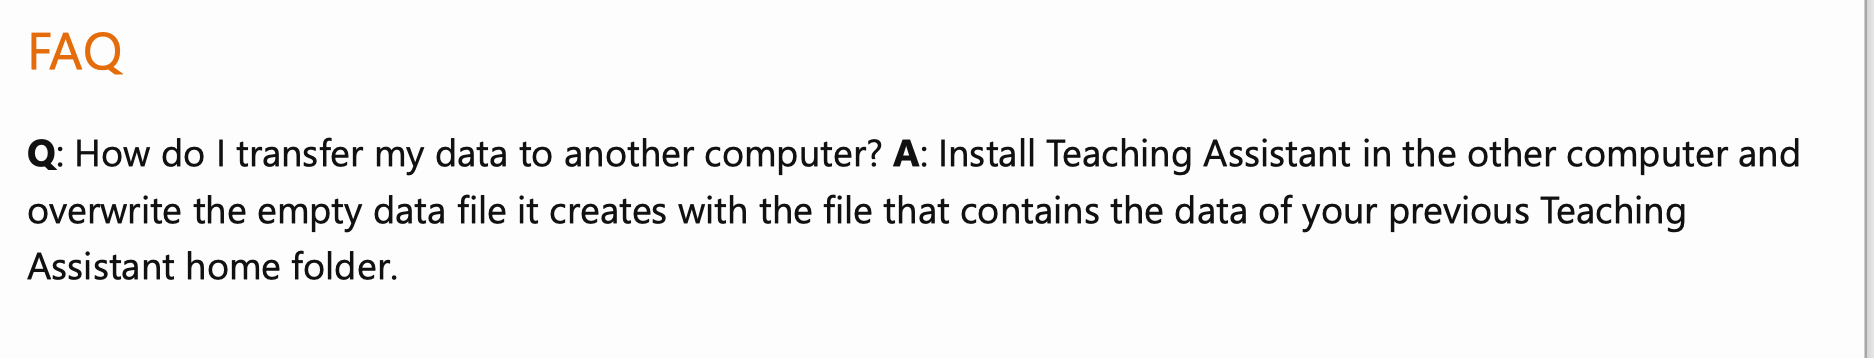 FAQ
Q: How do I transfer my data to another computer? A: Install Teaching Assistant in the other computer and
overwrite the empty data file it creates with the file that contains the data of your previous Teaching
Assistant home folder.